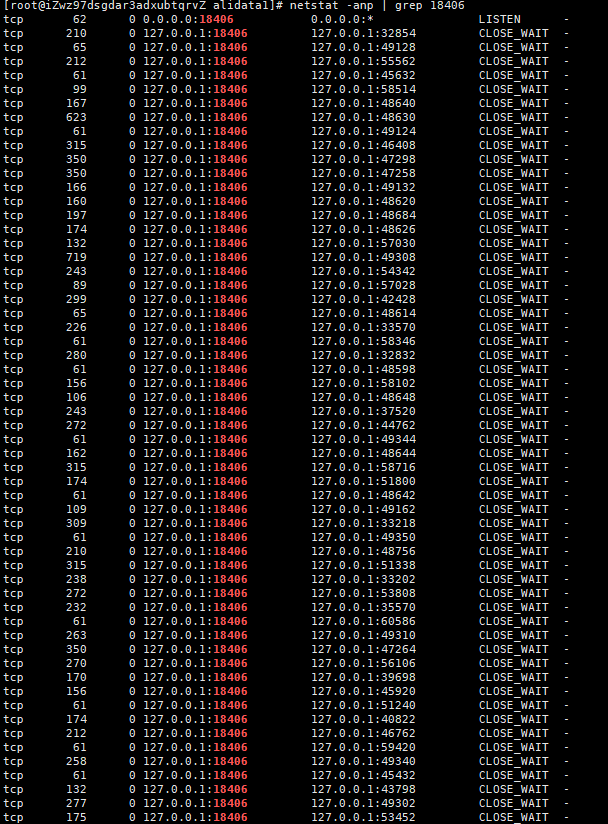 [root@iZwz97dsgdar3adxubtqrvZ alidata1]# netstat -anp | grep 18406
tcp 62 0 0.0.0.0:18406 0.0.0.0:* LISTEN -
tcp 210 0 127.0.0.1:18406 127.0.0.1:32854 CLOSE_WAIT -
tcp 65 0 127.0.0.1:18406 127.0.0.1:49128 CLOSE_WAIT -
tcp 212 0 127.0.0.1:18406 127.0.0.1:55562 CLOSE_WAIT -
tcp 61 0 127.0.0.1:18406 127.0.0.1:45632 CLOSE_WAIT -
tcp 99 0 127.0.0.1:18406 127.0.0.1:58514 CLOSE_WAIT -
tcp 167 0 127.0.0.1:18406 127.0.0.1:48640 CLOSE_WAIT -
tcp 623 0 127.0.0.1:18406 127.0.0.1:48630 CLOSE_WAIT -
tcp 61 0 127.0.0.1:18406 127.0.0.1:49124 CLOSE_WAIT -
tcp 315 0 127.0.0.1:18406 127.0.0.1:46408 CLOSE_WAIT -
tcp 350 0 127.0.0.1:18406 127.0.0.1:47298 CLOSE_WAIT -
tcp 350 0 127.0.0.1:18406 127.0.0.1:47258 CLOSE_WAIT -
tcp 166 0 127.0.0.1:18406 127.0.0.1:49132 CLOSE_WAIT -
tcp 160 0 127.0.0.1:18406 127.0.0.1:48620 CLOSE_WAIT -
tcp 197 0 127.0.0.1:18406 127.0.0.1:48684 CLOSE_WAIT -
tcp 174 0 127.0.0.1:18406 127.0.0.1:48626 CLOSE_WAIT -
tcp 132 0 127.0.0.1:18406 127.0.0.1:57030 CLOSE_WAIT -
tcp 719 0 127.0.0.1:18406 127.0.0.1:49308 CLOSE_WAIT -
tcp 243 0 127.0.0.1:18406 127.0.0.1:54342 CLOSE_WAIT -
tcp 89 0 127.0.0.1:18406 127.0.0.1:57028 CLOSE_WAIT -
tcp 299 0 127.0.0.1:18406 127.0.0.1:42428 CLOSE_WAIT -
tcp 65 0 127.0.0.1:18406 127.0.0.1:48614 CLOSE_WAIT -
tcp 226 0 127.0.0.1:18406 127.0.0.1:33570 CLOSE_WAIT -
tcp 61 0 127.0.0.1:18406 127.0.0.1:58346 CLOSE_WAIT -
tcp 280 0 127.0.0.1:18406 127.0.0.1:32832 CLOSE_WAIT -
tcp 61 0 127.0.0.1:18406 127.0.0.1:48598 CLOSE_WAIT -
tcp 156 0 127.0.0.1:18406 127.0.0.1:58102 CLOSE_WAIT -
tcp 106 0 127.0.0.1:18406 127.0.0.1:48648 CLOSE_WAIT -
tcp 243 0 127.0.0.1:18406 127.0.0.1:37520 CLOSE_WAIT -
tcp 272 0 127.0.0.1:18406 127.0.0.1:44762 CLOSE_WAIT -
tcp 61 0 127.0.0.1:18406 127.0.0.1:49344 CLOSE_WAIT -
tcp 162 0 127.0.0.1:18406 127.0.0.1:48644 CLOSE_WAIT -
tcp 315 0 127.0.0.1:18406 127.0.0.1:58716 CLOSE_WAIT -
tcp 174 0 127.0.0.1:18406 127.0.0.1:51800 CLOSE_WAIT -
tcp 61 0 127.0.0.1:18406 127.0.0.1:48642 CLOSE_WAIT -
tcp 109 0 127.0.0.1:18406 127.0.0.1:49162 CLOSE_WAIT -
tcp 309 0 127.0.0.1:18406 127.0.0.1:33218 CLOSE_WAIT -
tcp 61 0 127.0.0.1:18406 127.0.0.1:49350 CLOSE_WAIT -
tcp 210 0 127.0.0.1:18406 127.0.0.1:48756 CLOSE_WAIT -
tcp 315 0 127.0.0.1:18406 127.0.0.1:51338 CLOSE_WAIT -
tcp 238 0 127.0.0.1:18406 127.0.0.1:33202 CLOSE_WAIT -
tcp 272 0 127.0.0.1:18406 127.0.0.1:53808 CLOSE_WAIT -
tcp 232 0 127.0.0.1:18406 127.0.0.1:35570 CLOSE_WAIT -
tcp 61 0 127.0.0.1:18406 127.0.0.1:60586 CLOSE_WAIT -
tcp 263 0 127.0.0.1:18406 127.0.0.1:49310 CLOSE_WAIT -
tcp 350 0 127.0.0.1:18406 127.0.0.1:47264 CLOSE_WAIT -
tcp 270 0 127.0.0.1:18406 127.0.0.1:56106 CLOSE_WAIT -
tcp 170 0 127.0.0.1:18406 127.0.0.1:39698 CLOSE_WAIT -
tcp 156 0 127.0.0.1:18406 127.0.0.1:45920 CLOSE_WAIT -
tcp 61 0 127.0.0.1:18406 127.0.0.1:51240 CLOSE_WAIT -
tcp 174 0 127.0.0.1:18406 127.0.0.1:40822 CLOSE_WAIT -
tcp 212 0 127.0.0.1:18406 127.0.0.1:46762 CLOSE_WAIT -
tcp 61 0 127.0.0.1:18406 127.0.0.1:59420 CLOSE_WAIT -
tcp 258 0 127.0.0.1:18406 127.0.0.1:49340 CLOSE_WAIT -
tcp 61 0 127.0.0.1:18406 127.0.0.1:45432 CLOSE_WAIT -
tcp 132 0 127.0.0.1:18406 127.0.0.1:43798 CLOSE_WAIT -
tcp 277 0 127.0.0.1:18406 127.0.0.1:49302 CLOSE_WAIT -
tcp 175 0 127.0.0.1:18406 127.0.0.1:53452 CLOSE_WAIT -